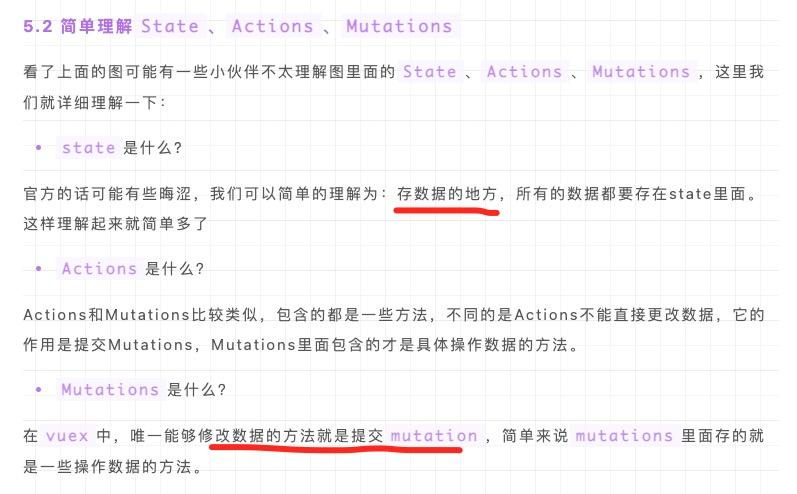 5.2 简单理解 State 、 Actions 、 Mutations
看了上面的图可能有一些小伙伴不太理解图里面的 State 、 Actions 、 Mutations ，这里我
们就详细理解一下：
• state 是什么？
官方的话可能有些晦涩，我们可以简单的理解为：存数据的地方，所有的数据都要存在state里面。
这样理解起来就简单多了
• Actions 是什么？
Actions和Mutations比较类似，包含的都是一些方法，不同的是Actions不能直接更改数据，它的
作用是提交Mutations，Mutations里面包含的才是具体操作数据的方法。
• Mutations 是什么？
在 vuex 中，唯一能够修改数据的方法就是提交 mutation ，简单来说 mutations 里面存的就
是一些操作数据的方法。